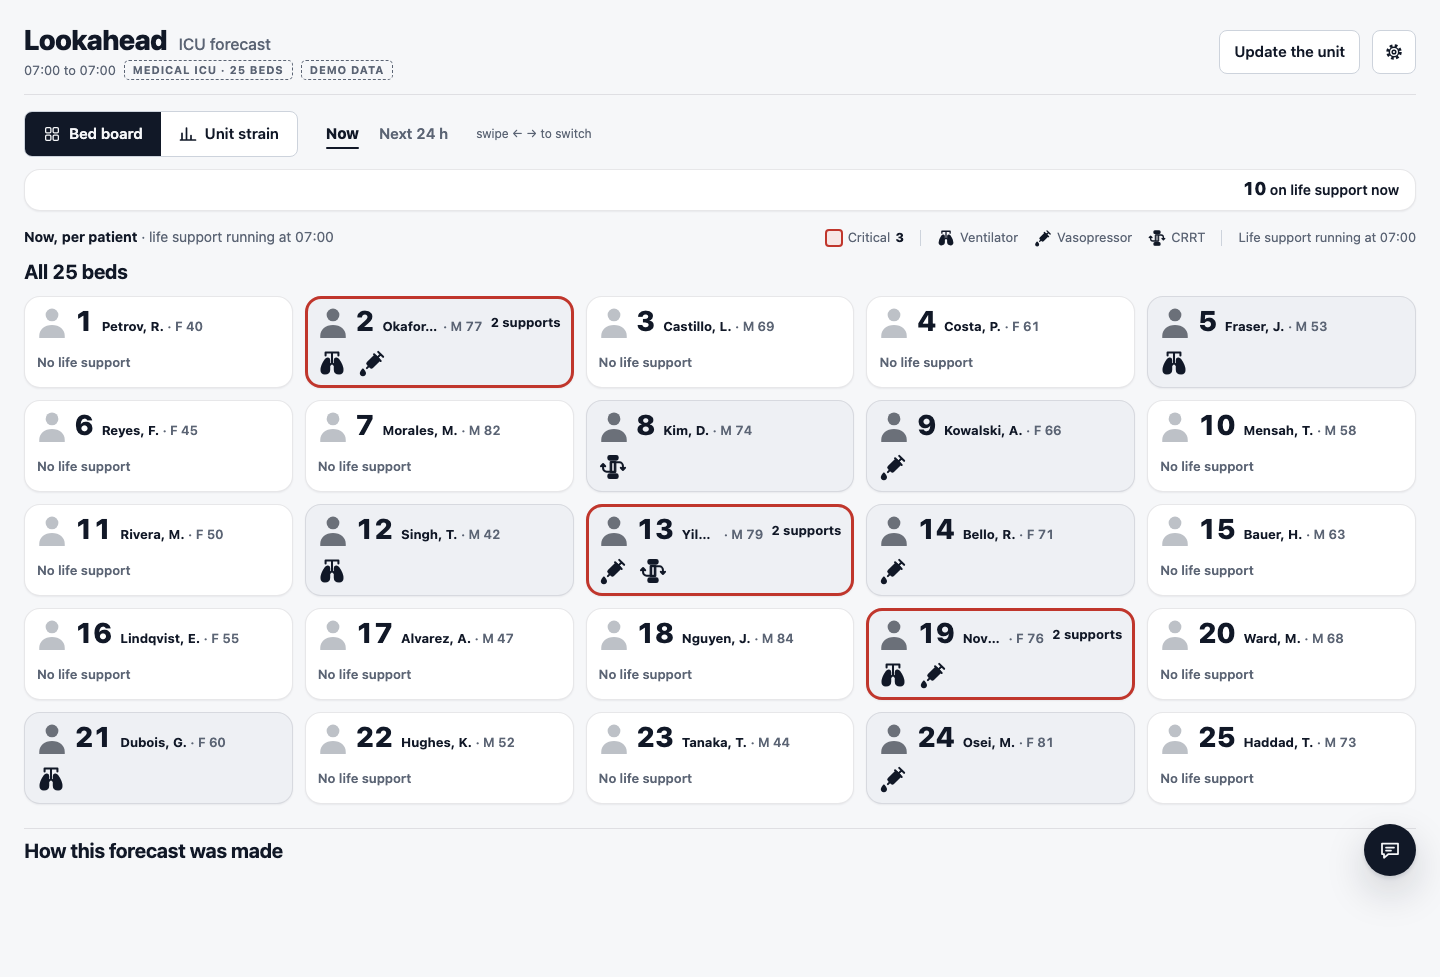 Lookahead ICU forecast
07:00 to 07:00 MEDICAL ICU · 25 BEDS DEMO DATA
Update the unit
Bed board Unit strain Now Next 24 h swipe ← → to switch
10 on life support now
Now, per patient · life support running at 07:00
Critical 3 Ventilator Vasopressor CRRT Life support running at 07:00
All 25 beds
1 Petrov, R. · F 40
No life support
2 Okafor... · M 77 2 supports
3 Castillo, L. · M 69
No life support
4 Costa, P. · F 61
No life support
5 Fraser, J. · M 53
6 Reyes, F. · F 45
No life support
7 Morales, M. · M 82
No life support
8 Kim, D. · M 74
9 Kowalski, A. · F 66
10 Mensah, T. · M 58
No life support
11 Rivera, M. · F 50
No life support
12 Singh, T. · M 42
13 Yil... · M 79 2 supports
14 Bello, R. · F 71
15 Bauer, H. · M 63
No life support
16 Lindqvist, E. · F 55
No life support
17 Alvarez, A. · M 47
No life support
18 Nguyen, J. · M 84
No life support
19 Nov... · F 76 2 supports
20 Ward, M. · M 68
No life support
21 Dubois, G. · F 60
22 Hughes, K. · M 52
No life support
23 Tanaka, T. · M 44
No life support
24 Osei, M. · F 81
25 Haddad, T. · M 73
No life support
How this forecast was made